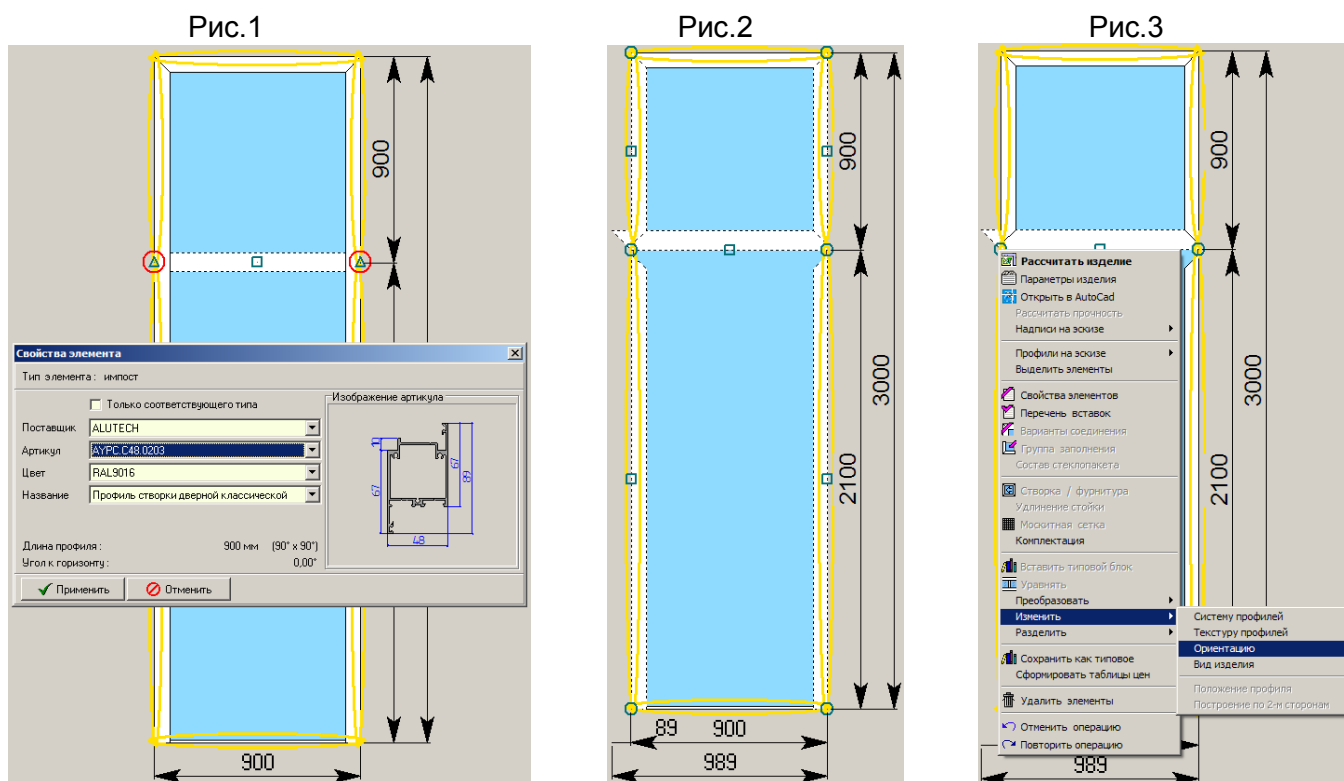 Рис.1
Рис.2
Рис.3
900
900
Свойства элемента
Тип элемента : импост
Только соответствующего типа
Поставщик ALUTECH
Артикул AYPC.C48.0203
Цвет RAL9016
Название Профиль створки дверной классической
Изображение артикула
67
67
89
48
Длина профиля : 900 мм (90° x 90°)
Угол к горизонту : 0,00°
Применить
Отменить
900
3000
2100
89 900
989
900
3000
2100
989
Рассчитать изделие
Параметры изделия
Открыть в AutoCad
Рассчитать прочность
Надписи на эскизе
Профили на эскизе
Выделить элементы
Свойства элементов
Перечень вставок
Варианты соединения
Группа заполнения
Состав стеклопакета
Створка / фурнитура
Удлинение стойки
Москитная сетка
Комплектация
Вставить типовой блок
Уравнять
Преобразовать
Изменить
Разделить
Сохранить как типовое
Сформировать таблицы цен
Удалить элементы
Отменить операцию
Повторить операцию
Систему профилей
Текстуру профилей
Ориентацию
Вид изделия
Положение профиля
Построение по 2-м сторонам